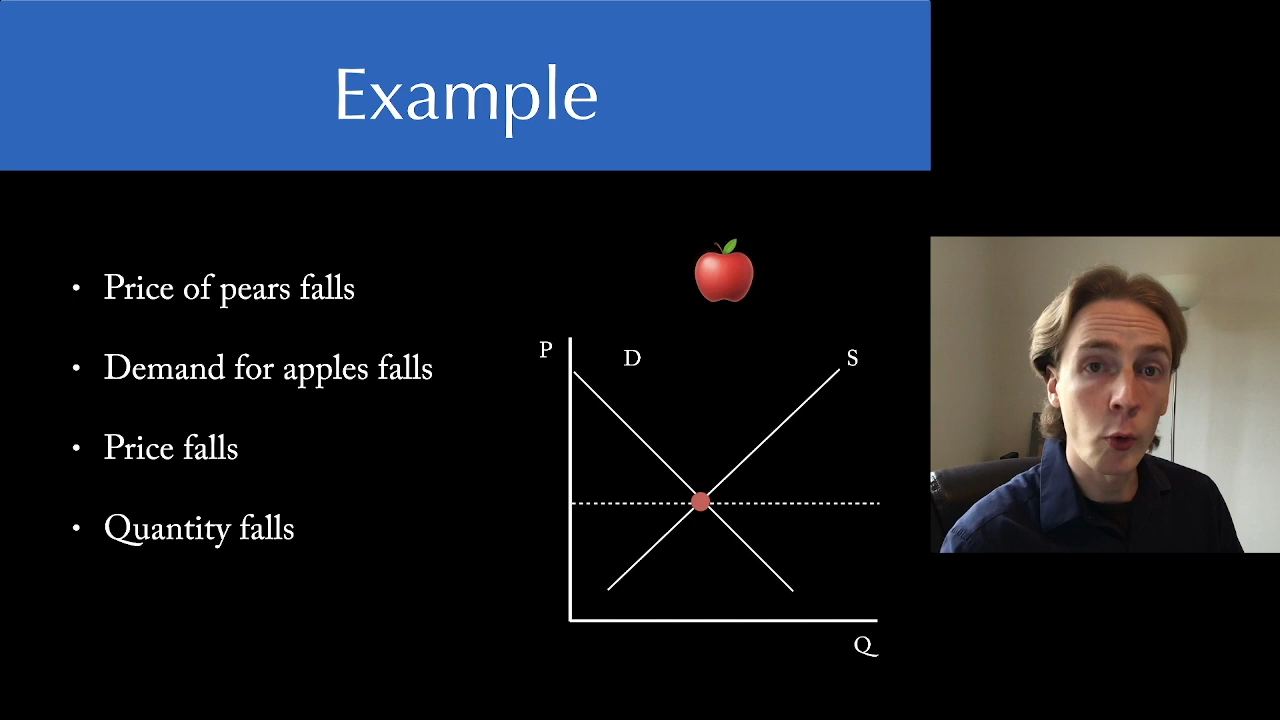 Example
• Price of pears falls
• Demand for apples falls
• Price falls
• Quantity falls
P
D
S
Q